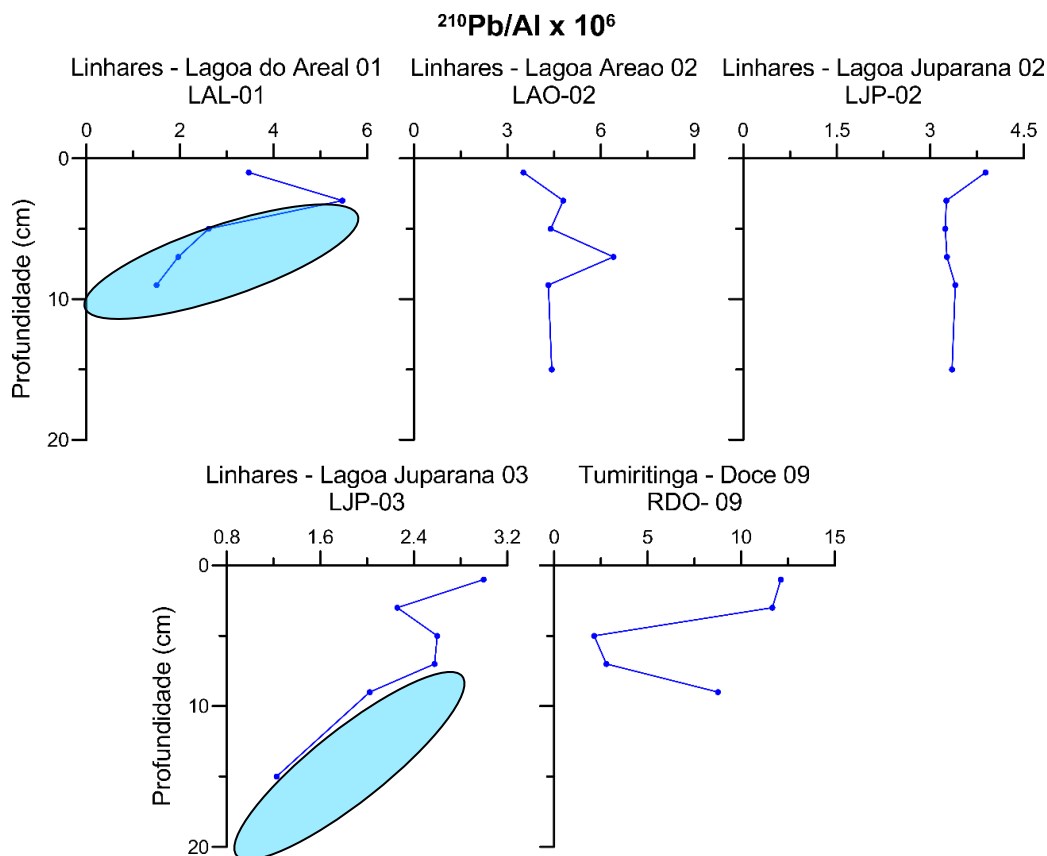 ²¹⁰Pb/Al x 10⁶
Linhares - Lagoa do Areal 01
LAL-01
Linhares - Lagoa Areao 02
LAO-02
Linhares - Lagoa Juparana 02
LJP-02
0 2 4 6
0 3 6 9
0 1.5 3 4.5
0
10
20
Profundidade (cm)
Linhares - Lagoa Juparana 03
LJP-03
Tumiritinga - Doce 09
RDO- 09
0.8 1.6 2.4 3.2
0 5 10 15
0
10
20
Profundidade (cm)